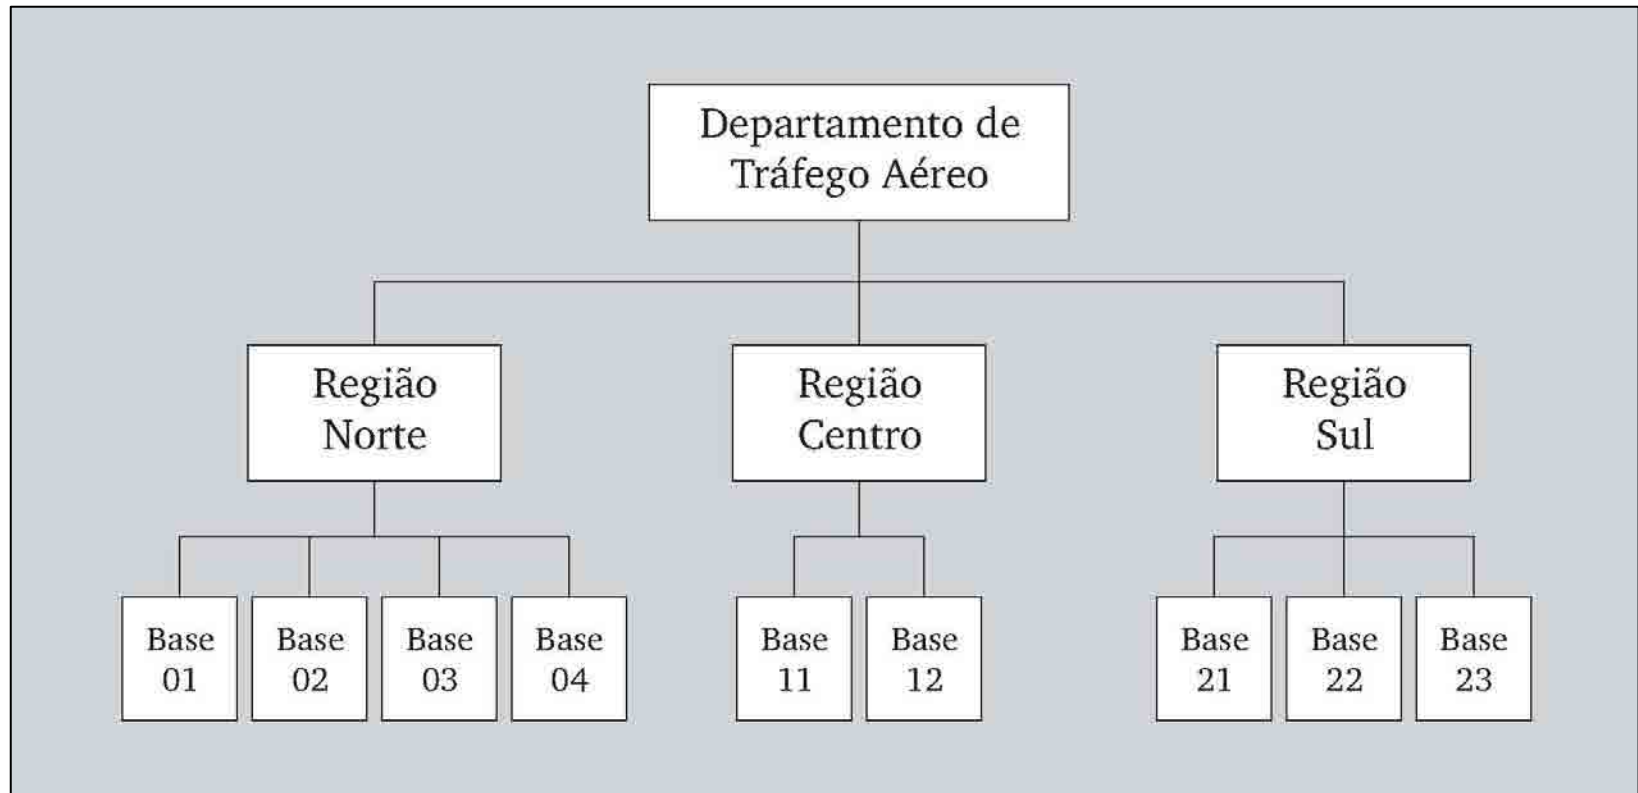 Departamento de
Tráfego Aéreo
Região
Norte
Região
Centro
Região
Sul
Base
01
Base
02
Base
03
Base
04
Base
11
Base
12
Base
21
Base
22
Base
23